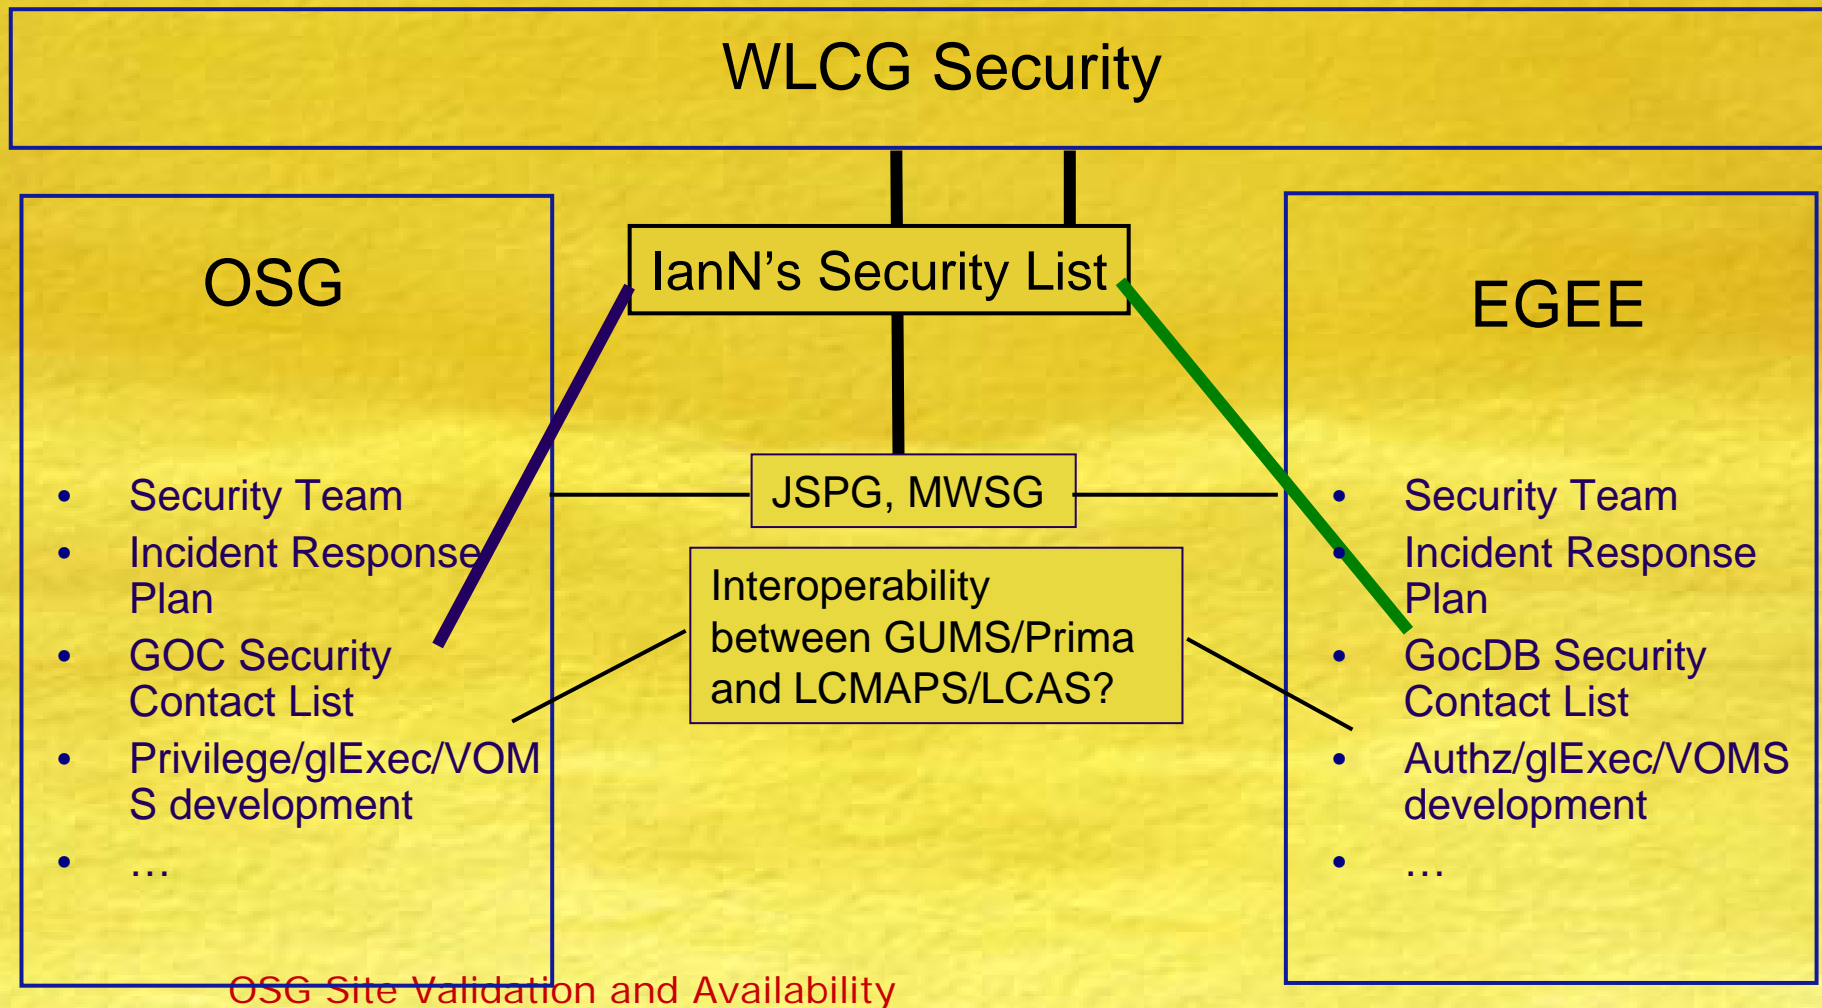 WLCG Security
OSG
IanN’s Security List
EGEE
• Security Team
• Incident Response
Plan
• GOC Security
Contact List
• Privilege/glExec/VOM
S development
• …
JSPG, MWSG
Interoperability
between GUMS/Prima
and LCMAPS/LCAS?
• Security Team
• Incident Response
Plan
• GocDB Security
Contact List
• Authz/glExec/VOMS
development
• …
OSG Site Validation and Availability